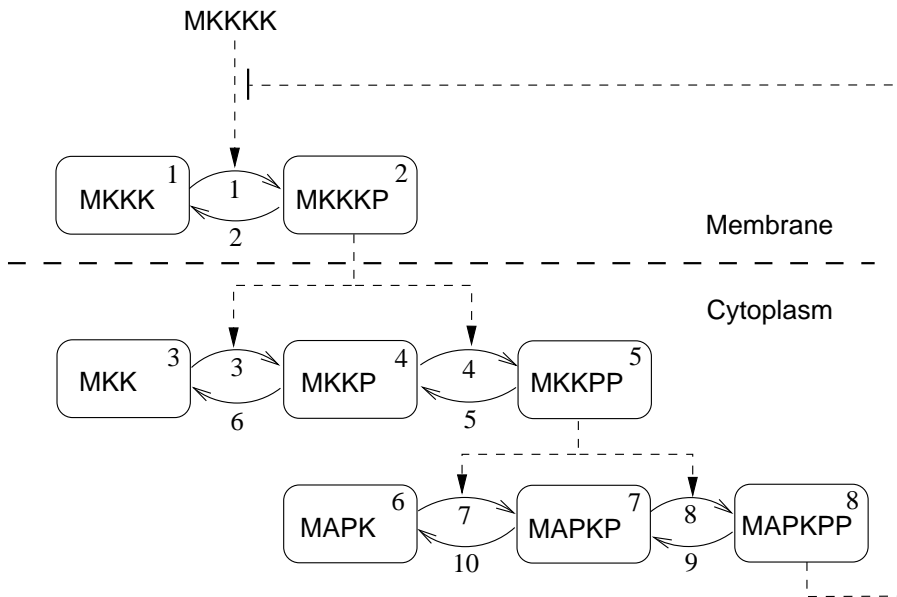 MKKKK
1 2
MKKK 1 MKKKP
2
Membrane
Cytoplasm
3 4 5
MKK 3 MKKP 4 MKKPP
6 5
6 7 8
MAPK 7 MAPKP 8 MAPKPP
10 9